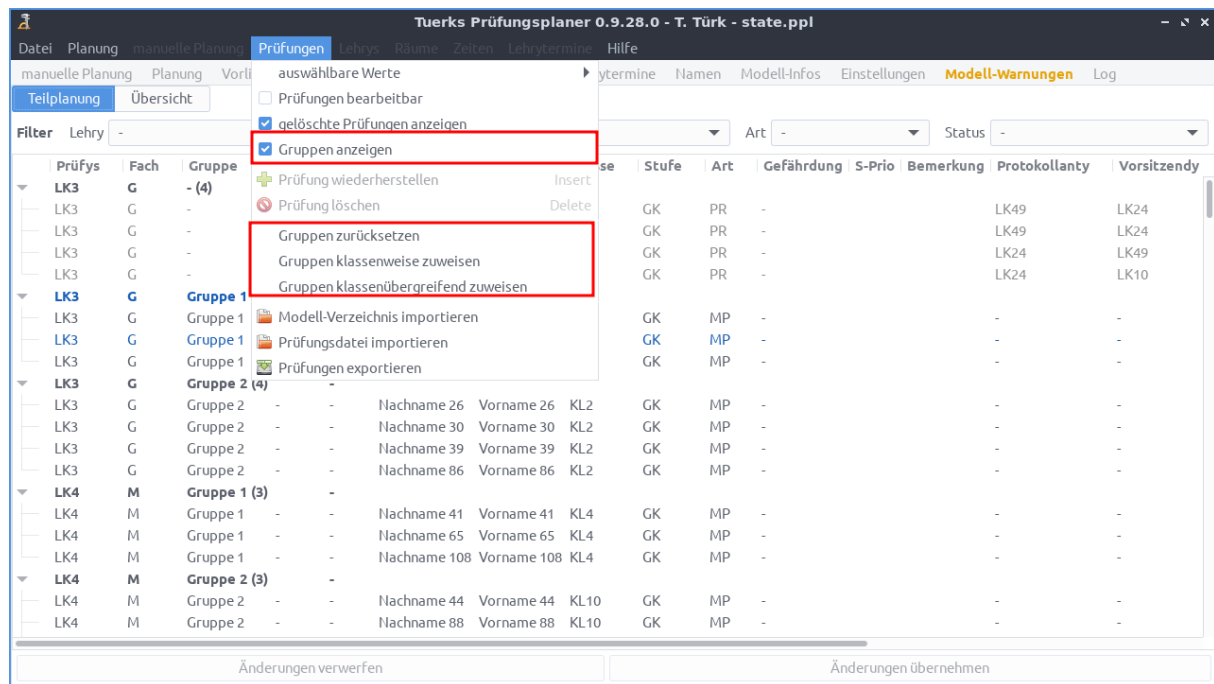 Tuerks Prüfungsplaner 0.9.28.0 - T. Türk - state.ppl
Datei Planung manuelle Planung Prüfungen Lehrys Räume Zeiten Lehrytermine Hilfe
manuelle Planung Planung Vorli ytermine Namen Modell-Infos Einstellungen Modell-Warnungen Log
auswählbare Werte
Teilplanung Übersicht
Prüfungen bearbeitbar
gelöschte Prüfungen anzeigen
Filter Lehry - Art - Status -
Gruppen anzeigen
Prüfys Fach Gruppe se Stufe Art Gefährdung S-Prio Bemerkung Protokollanty Vorsitzendy
Prüfung wiederherstellen Insert
LK3 G - (4)
Prüfung löschen Delete
LK3 G - GK PR - LK49 LK24
LK3 G - GK PR - LK49 LK24
Gruppen zurücksetzen
LK3 G - GK PR - LK24 LK49
Gruppen klassenweise zuweisen
LK3 G - GK PR - LK24 LK10
Gruppen klassenübergreifend zuweisen
LK3 G Gruppe 1
LK3 G Gruppe 1 GK MP - - -
Modell-Verzeichnis importieren
LK3 G Gruppe 1 GK MP - - -
Prüfungsdatei importieren
LK3 G Gruppe 1 GK MP - - -
Prüfungen exportieren
LK3 G Gruppe 2 (4) -
LK3 G Gruppe 2 - - Nachname 26 Vorname 26 KL2 GK MP - - -
LK3 G Gruppe 2 - - Nachname 30 Vorname 30 KL2 GK MP - - -
LK3 G Gruppe 2 - - Nachname 39 Vorname 39 KL2 GK MP - - -
LK3 G Gruppe 2 - - Nachname 86 Vorname 86 KL2 GK MP - - -
LK4 M Gruppe 1 (3) -
LK4 M Gruppe 1 - - Nachname 41 Vorname 41 KL4 GK MP - - -
LK4 M Gruppe 1 - - Nachname 65 Vorname 65 KL4 GK MP - - -
LK4 M Gruppe 1 - - Nachname 108 Vorname 108 KL4 GK MP - - -
LK4 M Gruppe 2 (3) -
LK4 M Gruppe 2 - - Nachname 44 Vorname 44 KL10 GK MP - - -
LK4 M Gruppe 2 - - Nachname 88 Vorname 88 KL10 GK MP - - -
Änderungen verwerfen Änderungen übernehmen